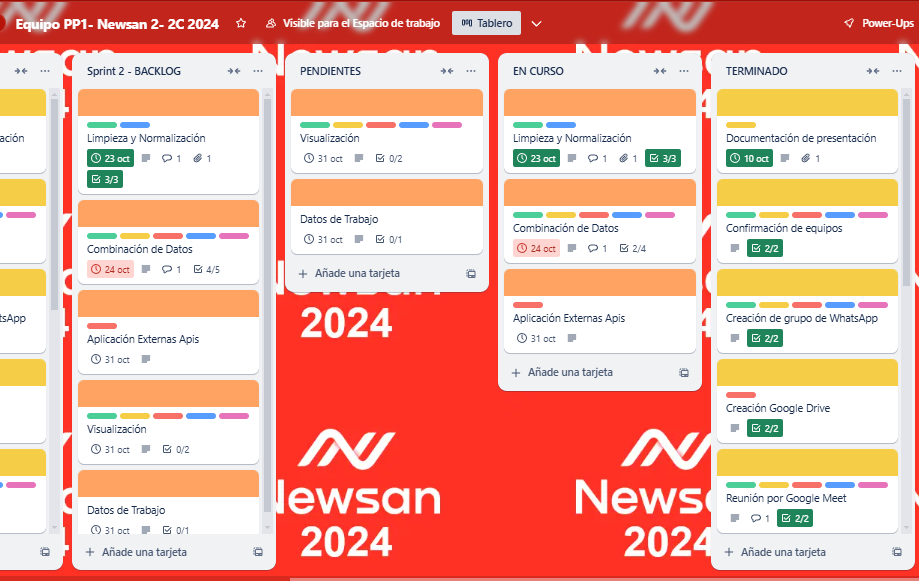 Equipo PP1- Newsan 2- 2C 2024
Visible para el Espacio de trabajo
Tablero
Power-Ups
Sprint 2 - BACKLOG
Limpieza y Normalización
23 oct
1
1
3/3
Combinación de Datos
24 oct
1
4/5
Aplicación Externas Apis
31 oct
Visualización
31 oct
0/2
Datos de Trabajo
31 oct
0/1
Añade una tarjeta
PENDIENTES
Visualización
31 oct
0/2
Datos de Trabajo
31 oct
0/1
Añade una tarjeta
EN CURSO
Limpieza y Normalización
23 oct
1
1
3/3
Combinación de Datos
24 oct
1
2/4
Aplicación Externas Apis
31 oct
Añade una tarjeta
TERMINADO
Documentación de presentación
10 oct
1
Confirmación de equipos
2/2
Creación de grupo de WhatsApp
2/2
Creación Google Drive
2/2
Reunión por Google Meet
1
2/2
Añade una tarjeta
2024
Newsan
2024
Newsan
2024